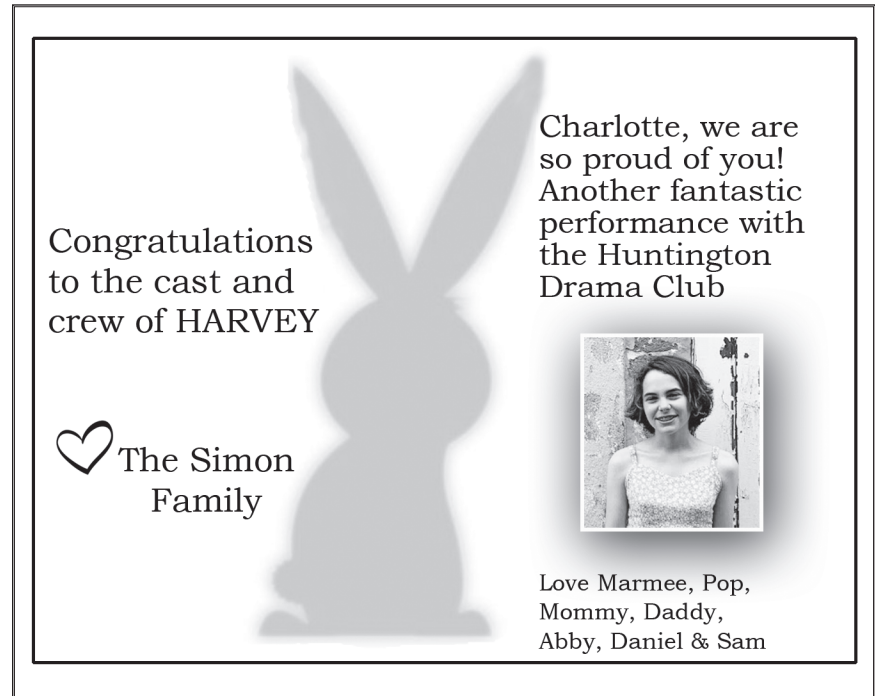 Congratulations
to the cast and
crew of HARVEY
The Simon
Family
Charlotte, we are
so proud of you!
Another fantastic
performance with
the Huntington
Drama Club
Love Marmee, Pop,
Mommy, Daddy,
Abby, Daniel & Sam